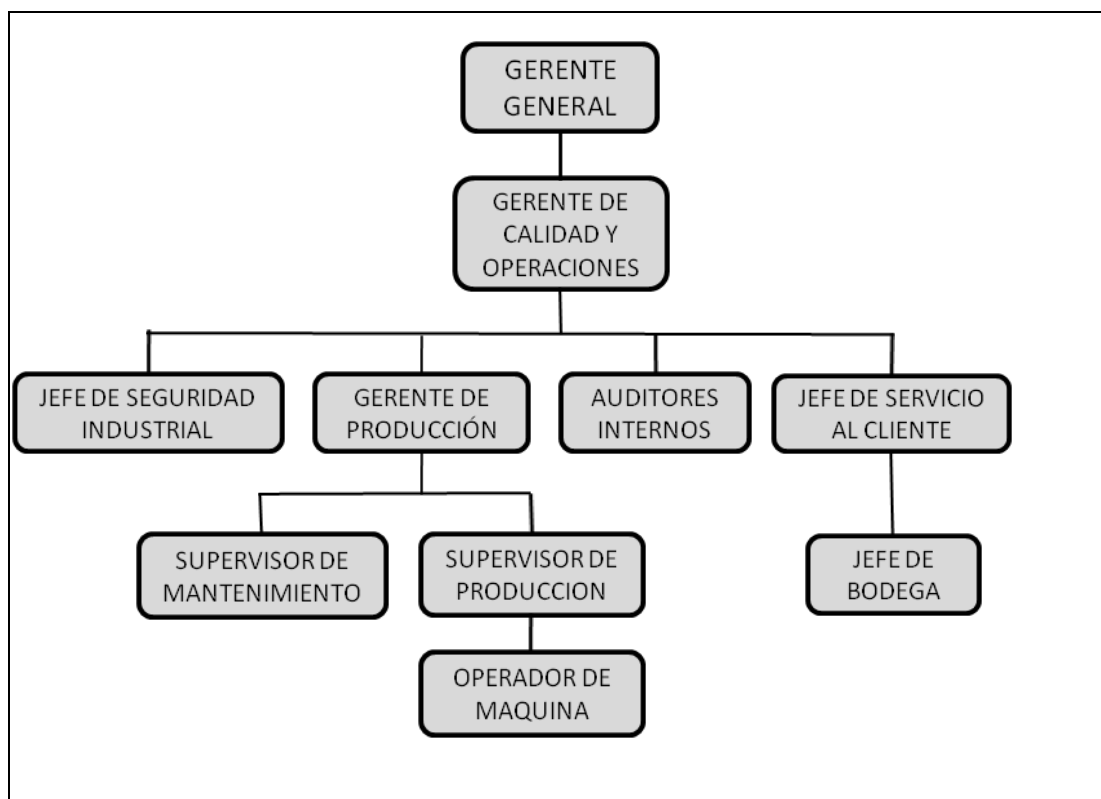 GERENTE
GENERAL
GERENTE DE
CALIDAD Y
OPERACIONES
JEFE DE SEGURIDAD
INDUSTRIAL
GERENTE DE
PRODUCCIÓN
AUDITORES
INTERNOS
JEFE DE SERVICIO
AL CLIENTE
SUPERVISOR DE
MANTENIMIENTO
SUPERVISOR DE
PRODUCCION
JEFE DE
BODEGA
OPERADOR DE
MAQUINA